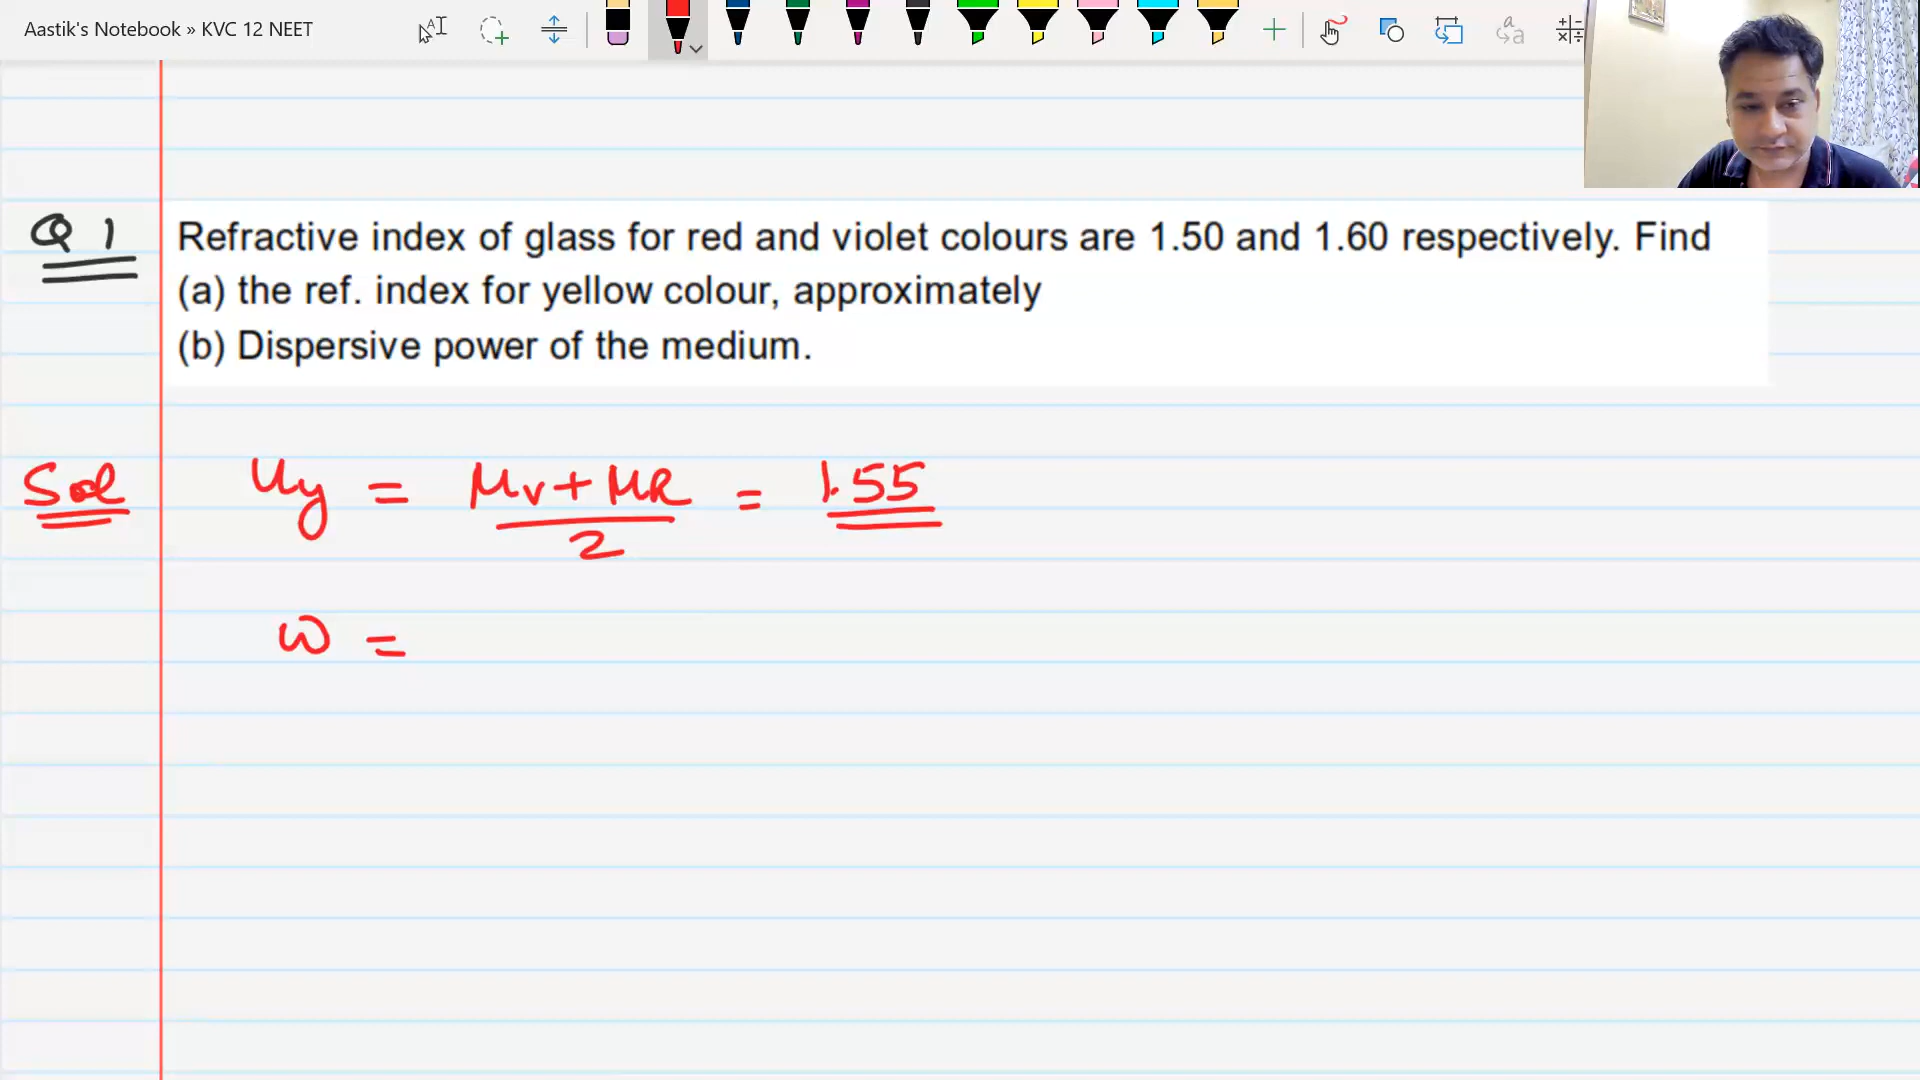 Aastik's Notebook » KVC 12 NEET
Q 1
Refractive index of glass for red and violet colours are 1.50 and 1.60 respectively. Find
(a) the ref. index for yellow colour, approximately
(b) Dispersive power of the medium.
Sol
μy = μv + μR / 2 = 1.55
ω =